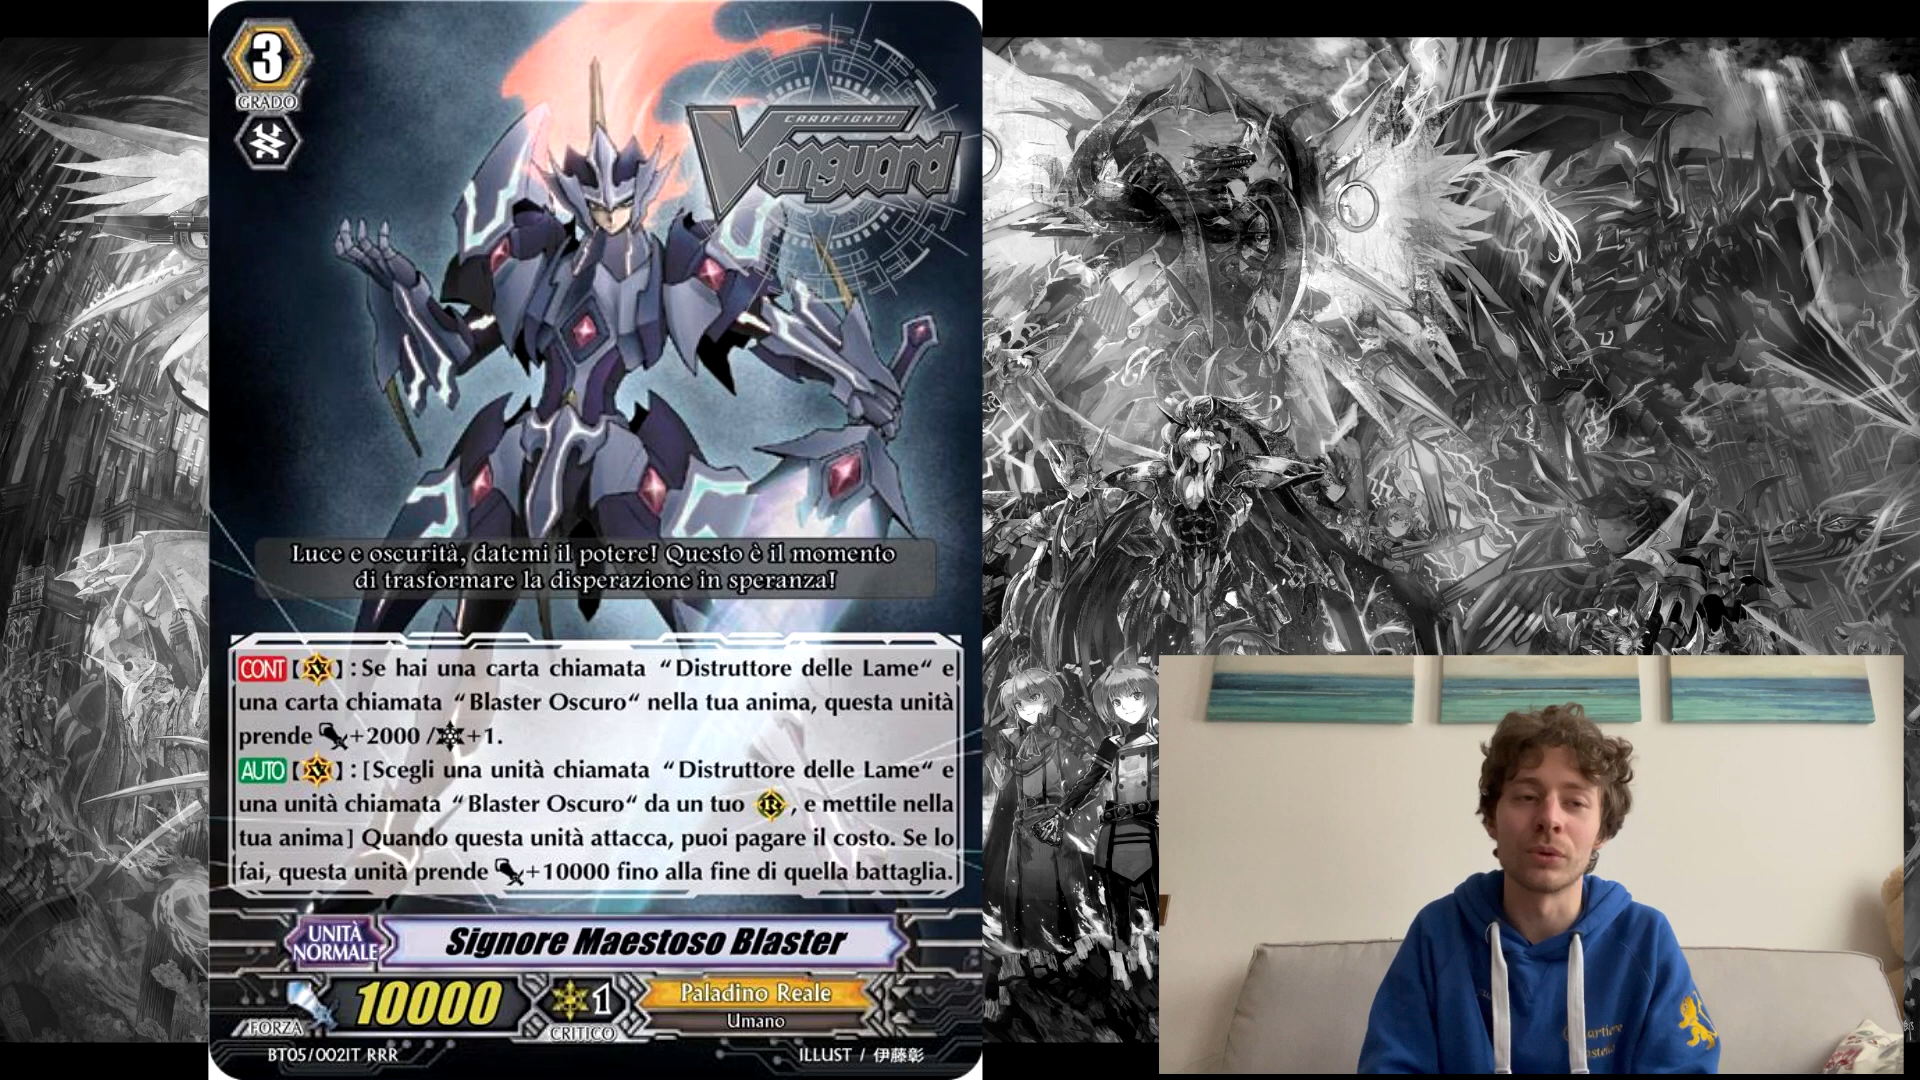 3
GRADO
CARDFIGHT!!
Vanguard
Luce e oscurità, datemi il potere! Questo è il momento
di trasformare la disperazione in speranza!
CONT【V】: Se hai una carta chiamata “Distruttore delle Lame“ e
una carta chiamata “Blaster Oscuro“ nella tua anima, questa unità
prende +2000 / +1.
AUTO【V】: [Scegli una unità chiamata “Distruttore delle Lame“ e
una unità chiamata “Blaster Oscuro“ da un tuo R, e mettile nella
tua anima] Quando questa unità attacca, puoi pagare il costo. Se lo
fai, questa unità prende +10000 fino alla fine di quella battaglia.
UNITÀ
NORMALE
Signore Maestoso Blaster
FORZA
10000
1
CRITICO
Paladino Reale
Umano
BT05/002IT RRR
ILLUST / 伊藤彰